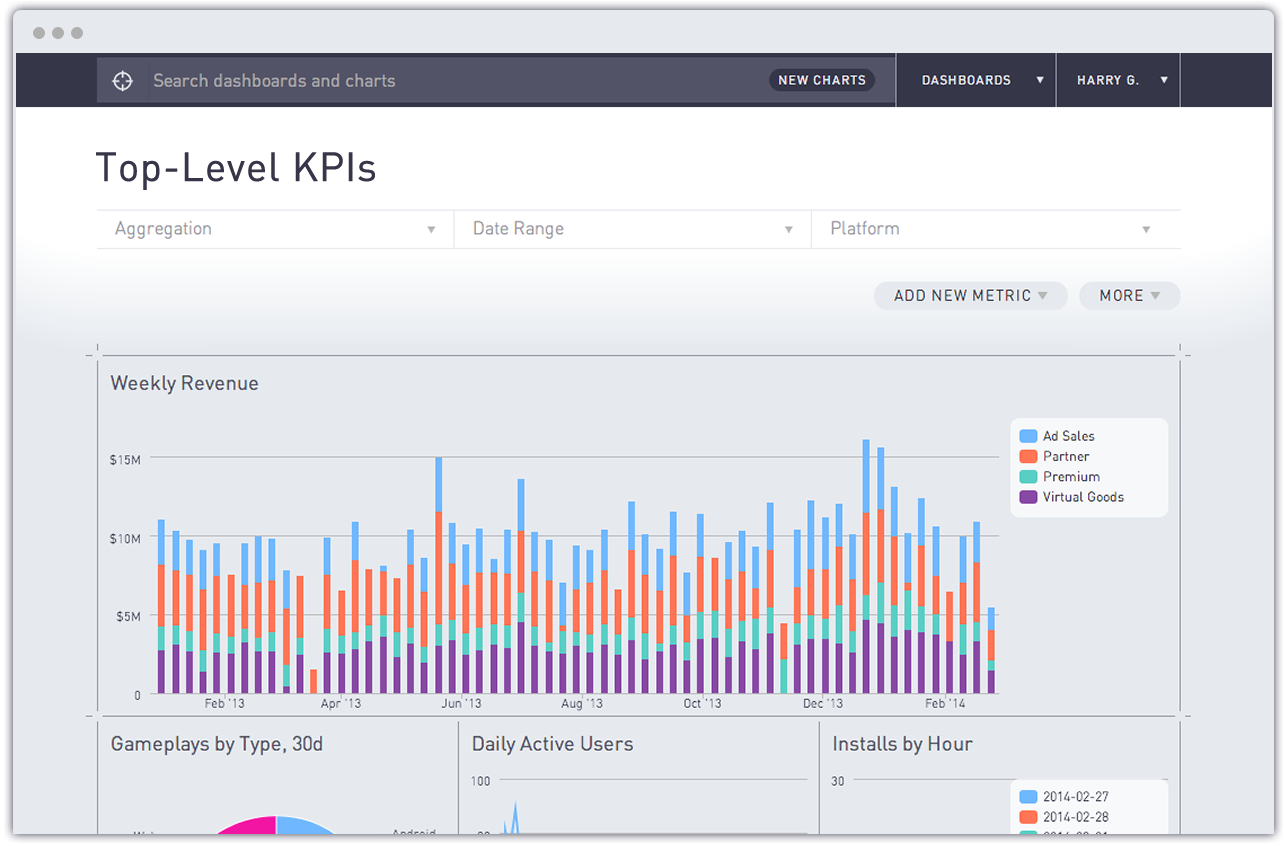 Search dashboards and charts NEW CHARTS DASHBOARDS HARRY G.
Top-Level KPIs
Aggregation Date Range Platform
ADD NEW METRIC MORE
Weekly Revenue
Ad Sales
Partner
Premium
Virtual Goods
$15M
$10M
$5M
0
Feb '13 Apr '13 Jun '13 Aug '13 Oct '13 Dec '13 Feb '14
Gameplays by Type, 30d
Android
Daily Active Users
100
Installs by Hour
30
2014-02-27
2014-02-28